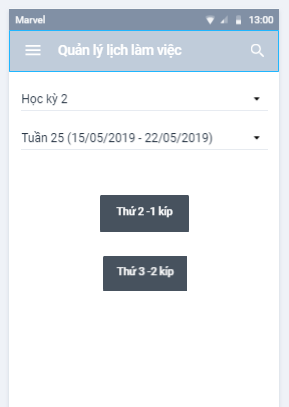 Marvel 13:00
Quản lý lịch làm việc
Học kỳ 2
Tuần 25 (15/05/2019 - 22/05/2019)
Thứ 2 -1 kíp
Thứ 3 -2 kíp